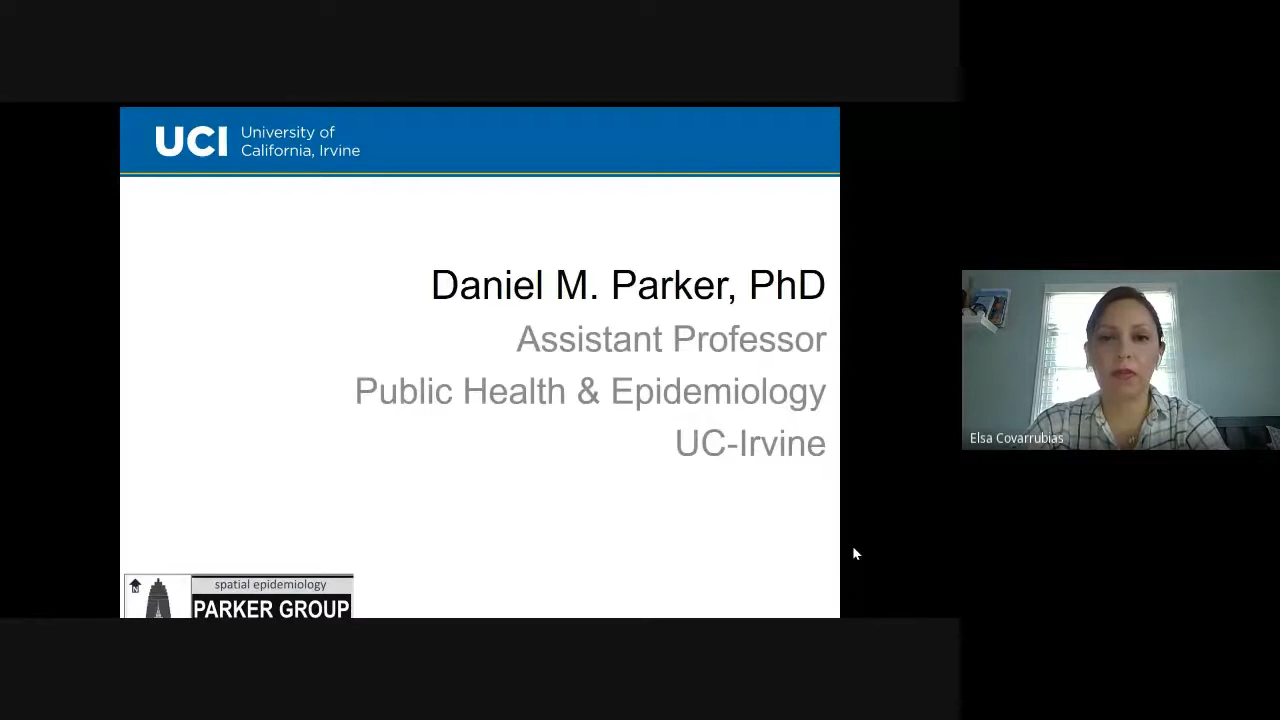 UCI
University of
California, Irvine
Daniel M. Parker, PhD
Assistant Professor
Public Health & Epidemiology
UC-Irvine
N
spatial epidemiology
PARKER GROUP
Elsa Covarrubias